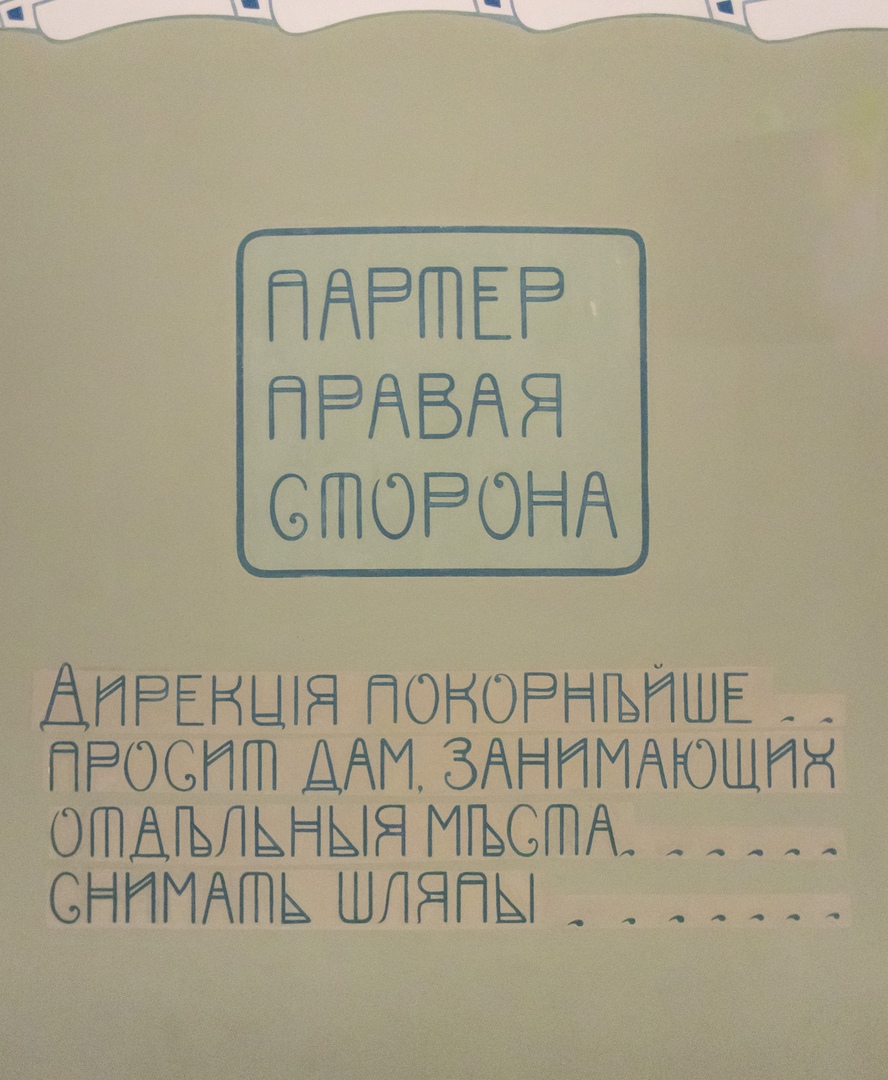 ПАРТЕР
ПРАВАЯ
СТОРОНА
Дирекція покорнѣйше . .
просит дам, занимающих
отдѣльныя мѣста. . . . . .
снимать шляпы . . . . . . .